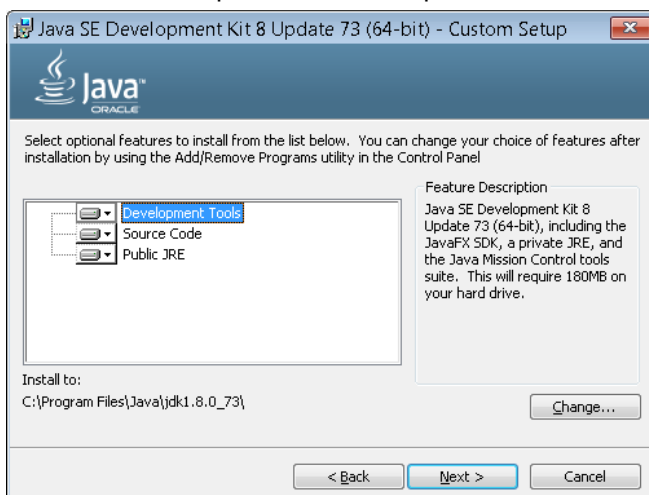 Java SE Development Kit 8 Update 73 (64-bit) - Custom Setup
Java™
ORACLE
Select optional features to install from the list below. You can change your choice of features after
installation by using the Add/Remove Programs utility in the Control Panel
Development Tools
Source Code
Public JRE
Feature Description
Java SE Development Kit 8
Update 73 (64-bit), including the
JavaFX SDK, a private JRE, and
the Java Mission Control tools
suite. This will require 180MB on
your hard drive.
Install to:
C:\Program Files\Java\jdk1.8.0_73\
Change...
< Back
Next >
Cancel